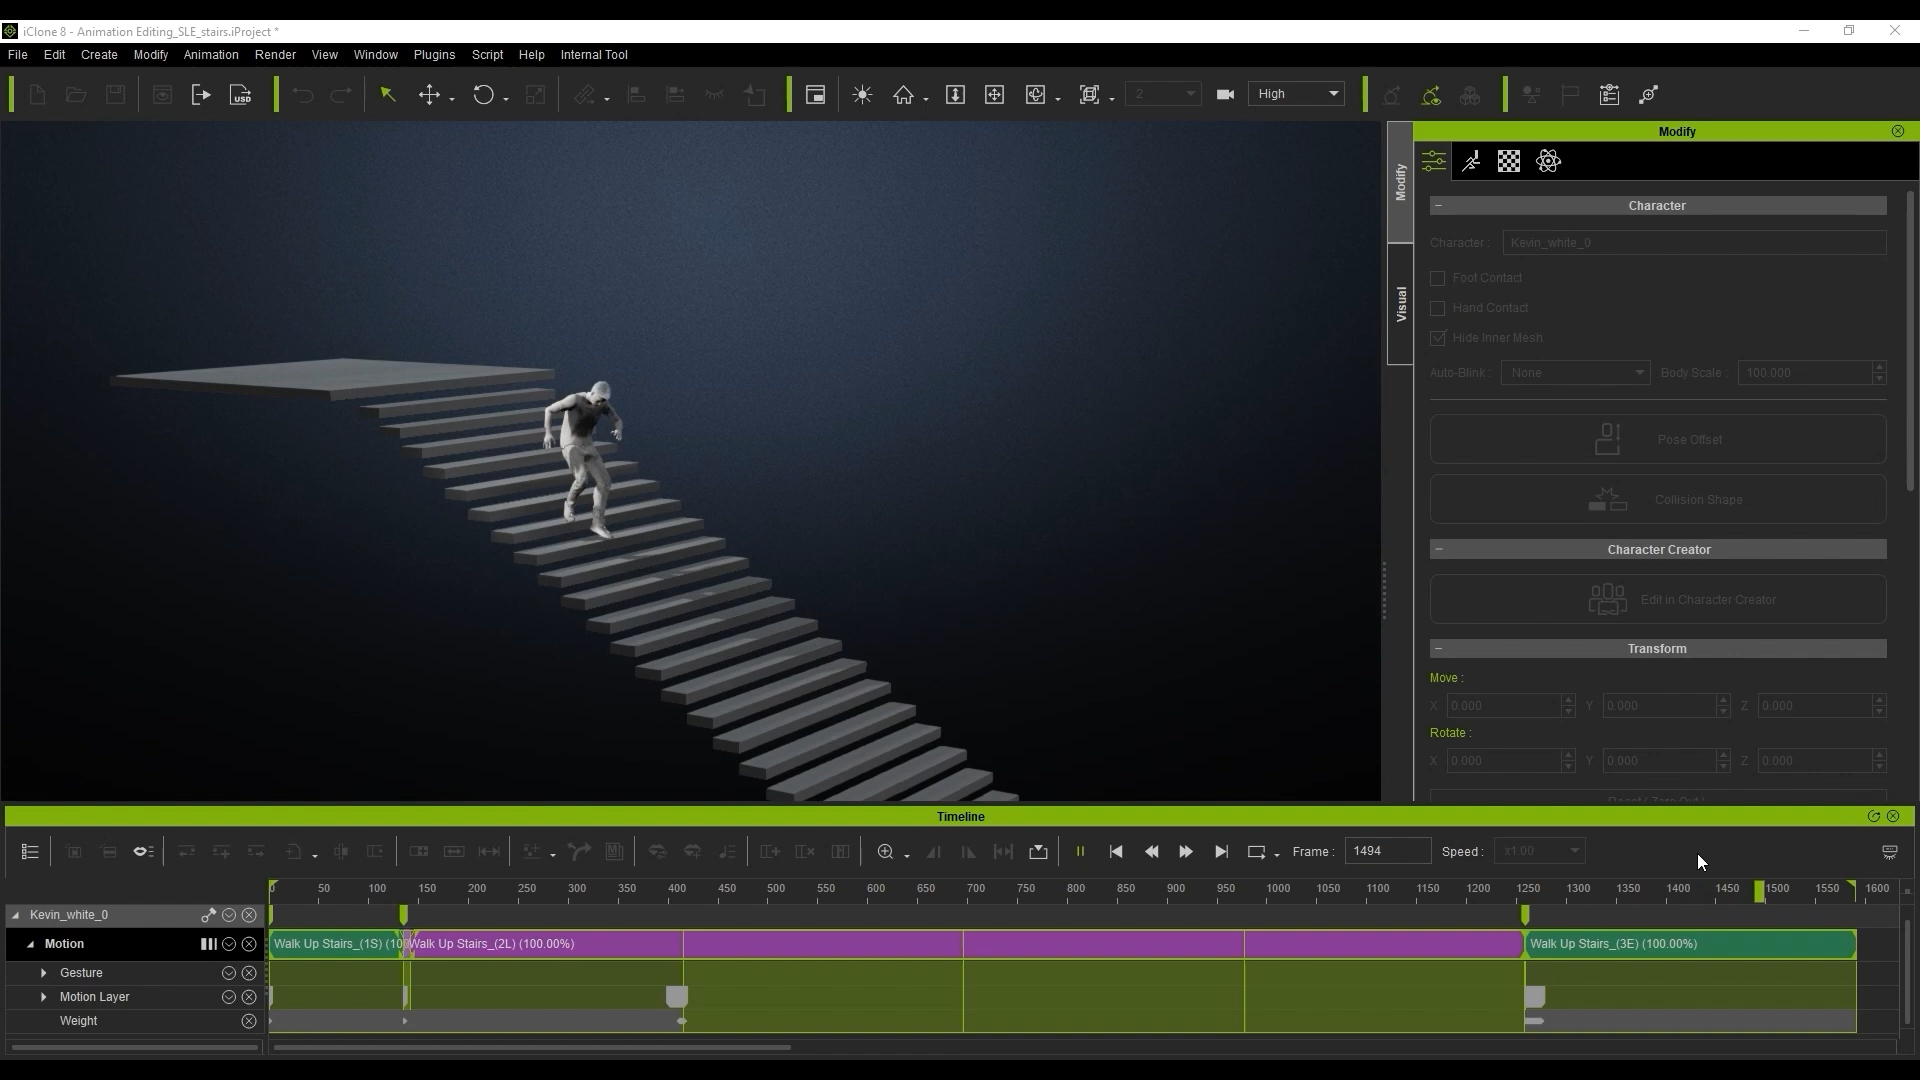 iClone 8 - Animation Editing_SLE_stairs.iProject *
File Edit Create Modify Animation Render View Window Plugins Script Help Internal Tool
USD
2
High
Modify
Modify
Visual
Character
Character : Kevin_white_0
Foot Contact
Hand Contact
Hide Inner Mesh
Auto-Blink : None Body Scale : 100.000
Pose Offset
Collision Shape
Character Creator
Edit in Character Creator
Transform
Move :
X 0.000 Y 0.000 Z 0.000
Rotate :
X 0.000 Y 0.000 Z 0.000
Timeline
Frame : 1494 Speed : x1.00
0 50 100 150 200 250 300 350 400 450 500 550 600 650 700 750 800 850 900 950 1000 1050 1100 1150 1200 1250 1300 1350 1400 1450 1500 1550 1600
Kevin_white_0
Motion Walk Up Stairs_(1S) (100 Walk Up Stairs_(2L) (100.00%) Walk Up Stairs_(3E) (100.00%)
Gesture
Motion Layer
Weight